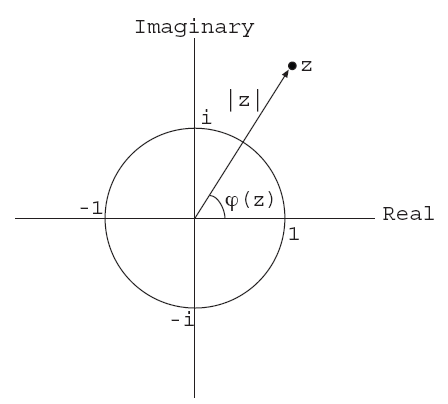 Imaginary
z
|z|
i
φ(z)
-1
Real
1
-i